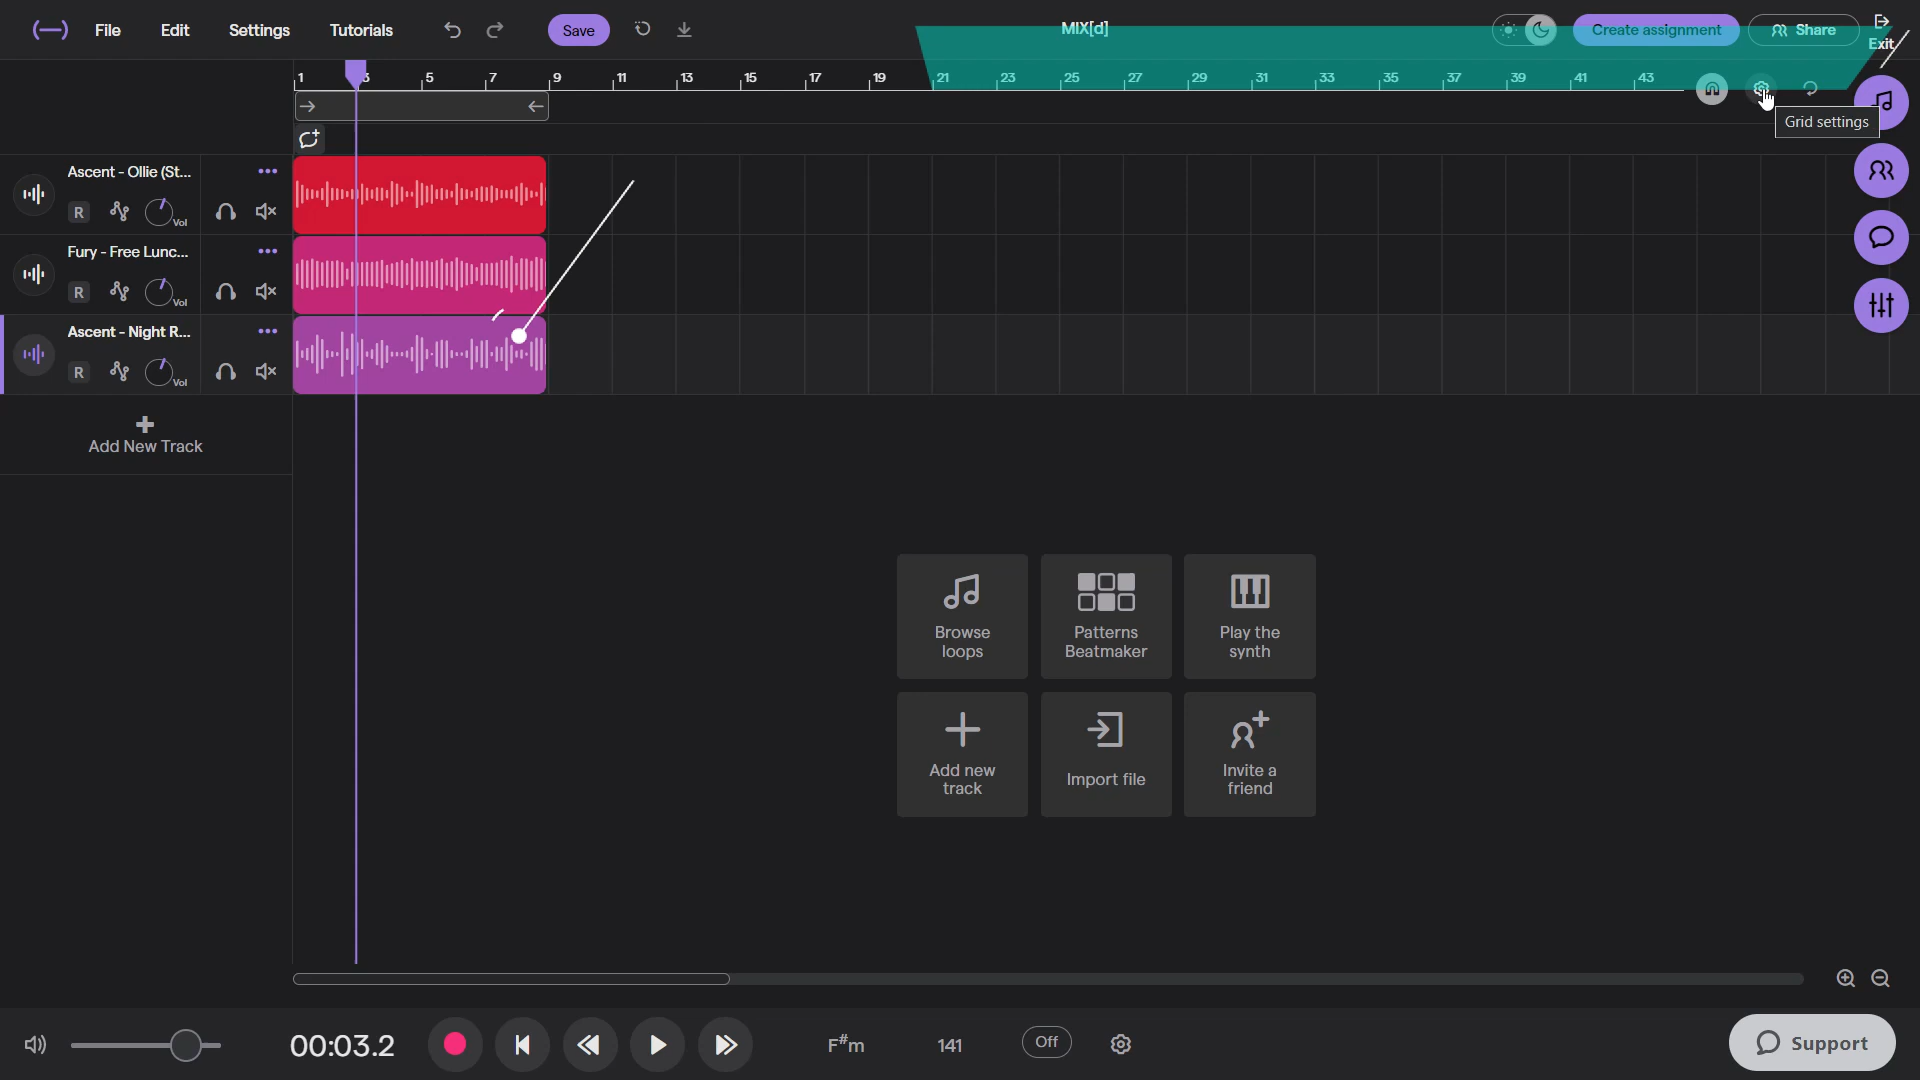 File Edit Settings Tutorials Save MIX[d] Create assignment Share Exit
1 3 5 7 9 11 13 15 17 19 21 23 25 27 29 31 33 35 37 39 41 43
Grid settings
Ascent - Ollie (St...
R Vol
Fury - Free Lunc...
R Vol
Ascent - Night R...
R Vol
Add New Track
Browse loops
Patterns Beatmaker
Play the synth
Add new track
Import file
Invite a friend
00:03.2 F#m 141 Off Support